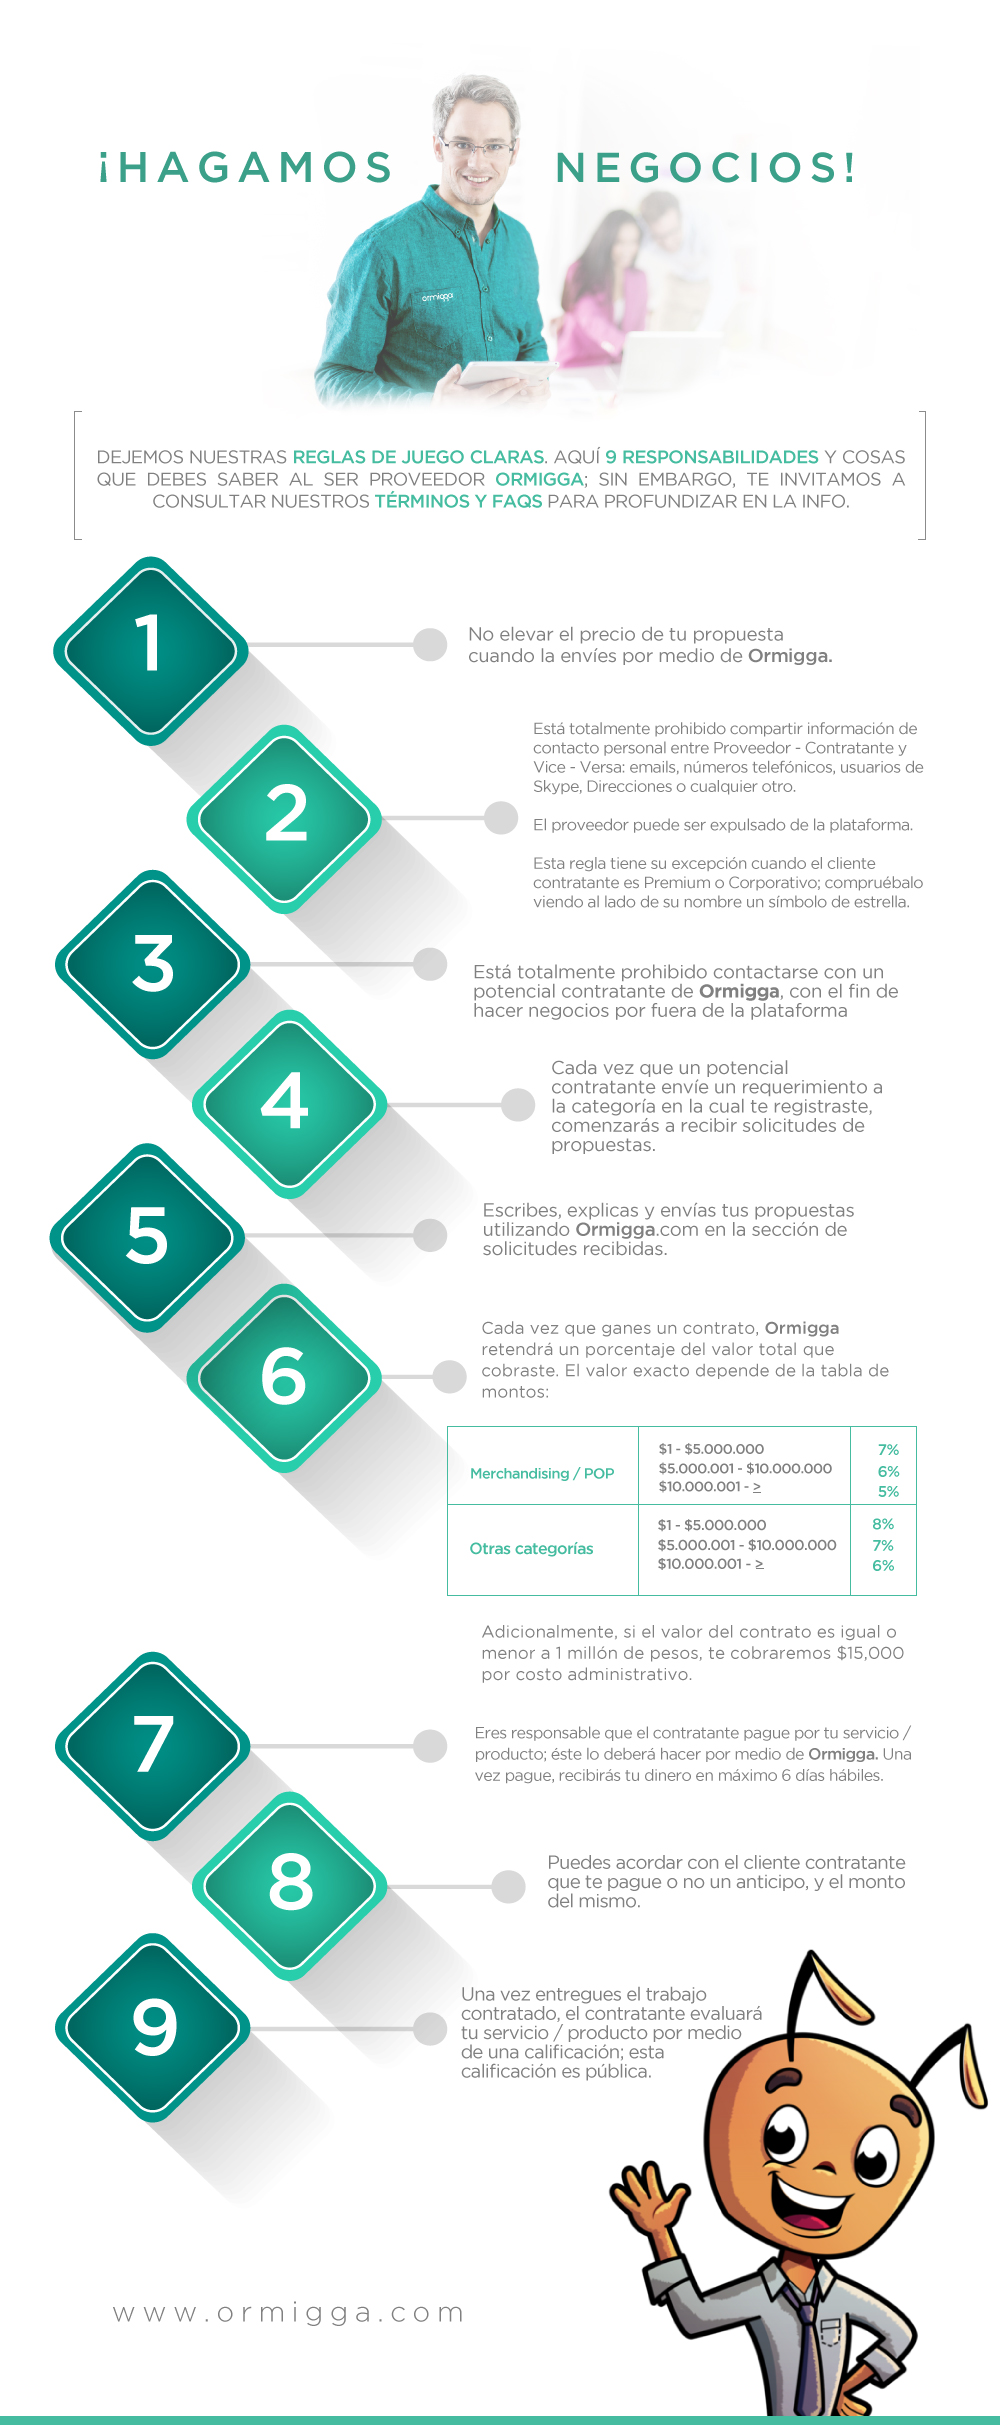 ¡HAGAMOS NEGOCIOS!
ormigga
DEJEMOS NUESTRAS REGLAS DE JUEGO CLARAS. AQUÍ 9 RESPONSABILIDADES Y COSAS
QUE DEBES SABER AL SER PROVEEDOR ORMIGGA; SIN EMBARGO, TE INVITAMOS A
CONSULTAR NUESTROS TÉRMINOS Y FAQS PARA PROFUNDIZAR EN LA INFO.
1
No elevar el precio de tu propuesta
cuando la envíes por medio de Ormigga.
2
Está totalmente prohibido compartir información de
contacto personal entre Proveedor - Contratante y
Vice - Versa: emails, números telefónicos, usuarios de
Skype, Direcciones o cualquier otro.
El proveedor puede ser expulsado de la plataforma.
Esta regla tiene su excepción cuando el cliente
contratante es Premium o Corporativo; compruébalo
viendo al lado de su nombre un símbolo de estrella.
3
Está totalmente prohibido contactarse con un
potencial contratante de Ormigga, con el fin de
hacer negocios por fuera de la plataforma
4
Cada vez que un potencial
contratante envíe un requerimiento a
la categoría en la cual te registraste,
comenzarás a recibir solicitudes de
propuestas.
5
Escribes, explicas y envías tus propuestas
utilizando Ormigga.com en la sección de
solicitudes recibidas.
6
Cada vez que ganes un contrato, Ormigga
retendrá un porcentaje del valor total que
cobraste. El valor exacto depende de la tabla de
montos:
Merchandising / POP
$1 - $5.000.000 7%
$5.000.001 - $10.000.000 6%
$10.000.001 - ≥ 5%
Otras categorías
$1 - $5.000.000 8%
$5.000.001 - $10.000.000 7%
$10.000.001 - ≥ 6%
Adicionalmente, si el valor del contrato es igual o
menor a 1 millón de pesos, te cobraremos $15,000
por costo administrativo.
7
Eres responsable que el contratante pague por tu servicio /
producto; éste lo deberá hacer por medio de Ormigga. Una
vez pague, recibirás tu dinero en máximo 6 días hábiles.
8
Puedes acordar con el cliente contratante
que te pague o no un anticipo, y el monto
del mismo.
9
Una vez entregues el trabajo
contratado, el contratante evaluará
tu servicio / producto por medio
de una calificación; esta
calificación es pública.
www.ormigga.com